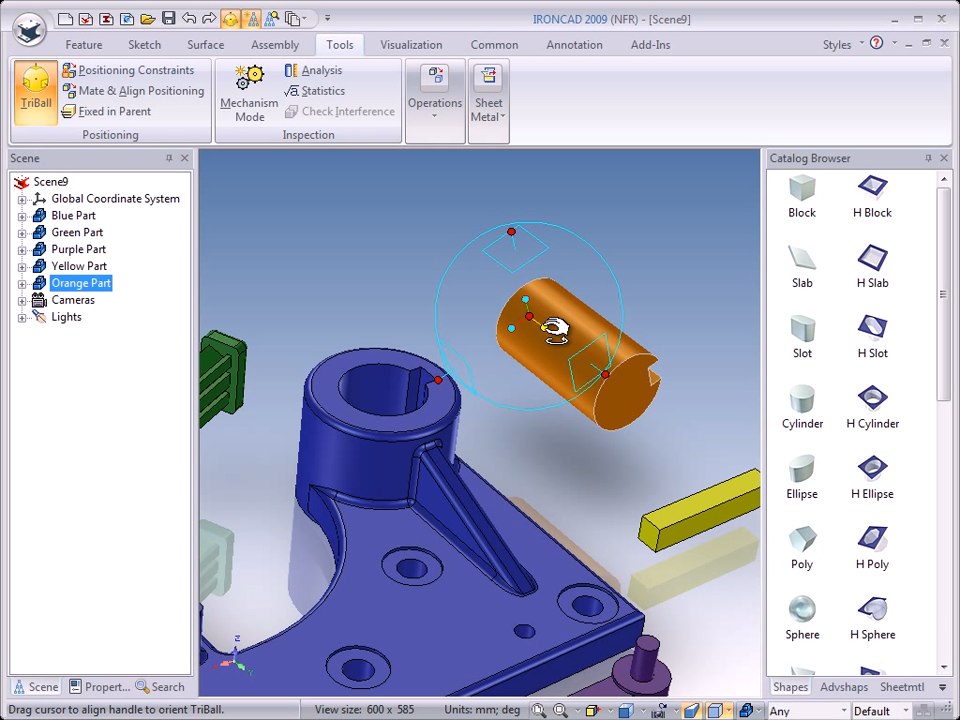 IRONCAD 2009 (NFR) - [Scene9]
Feature Sketch Surface Assembly Tools Visualization Common Annotation Add-Ins Styles
TriBall
Positioning Constraints
Mate & Align Positioning
Fixed in Parent
Positioning
Mechanism
Mode
Analysis
Statistics
Check Interference
Inspection
Operations
Sheet
Metal
Scene
Scene9
Global Coordinate System
Blue Part
Green Part
Purple Part
Yellow Part
Orange Part
Cameras
Lights
Z
Catalog Browser
Block H Block
Slab H Slab
Slot H Slot
Cylinder H Cylinder
Ellipse H Ellipse
Poly H Poly
Sphere H Sphere
Scene Propert... Search
Shapes Advshaps Sheetmtl
Drag cursor to align handle to orient TriBall. View size: 600 x 585 Units: mm; deg Any Default